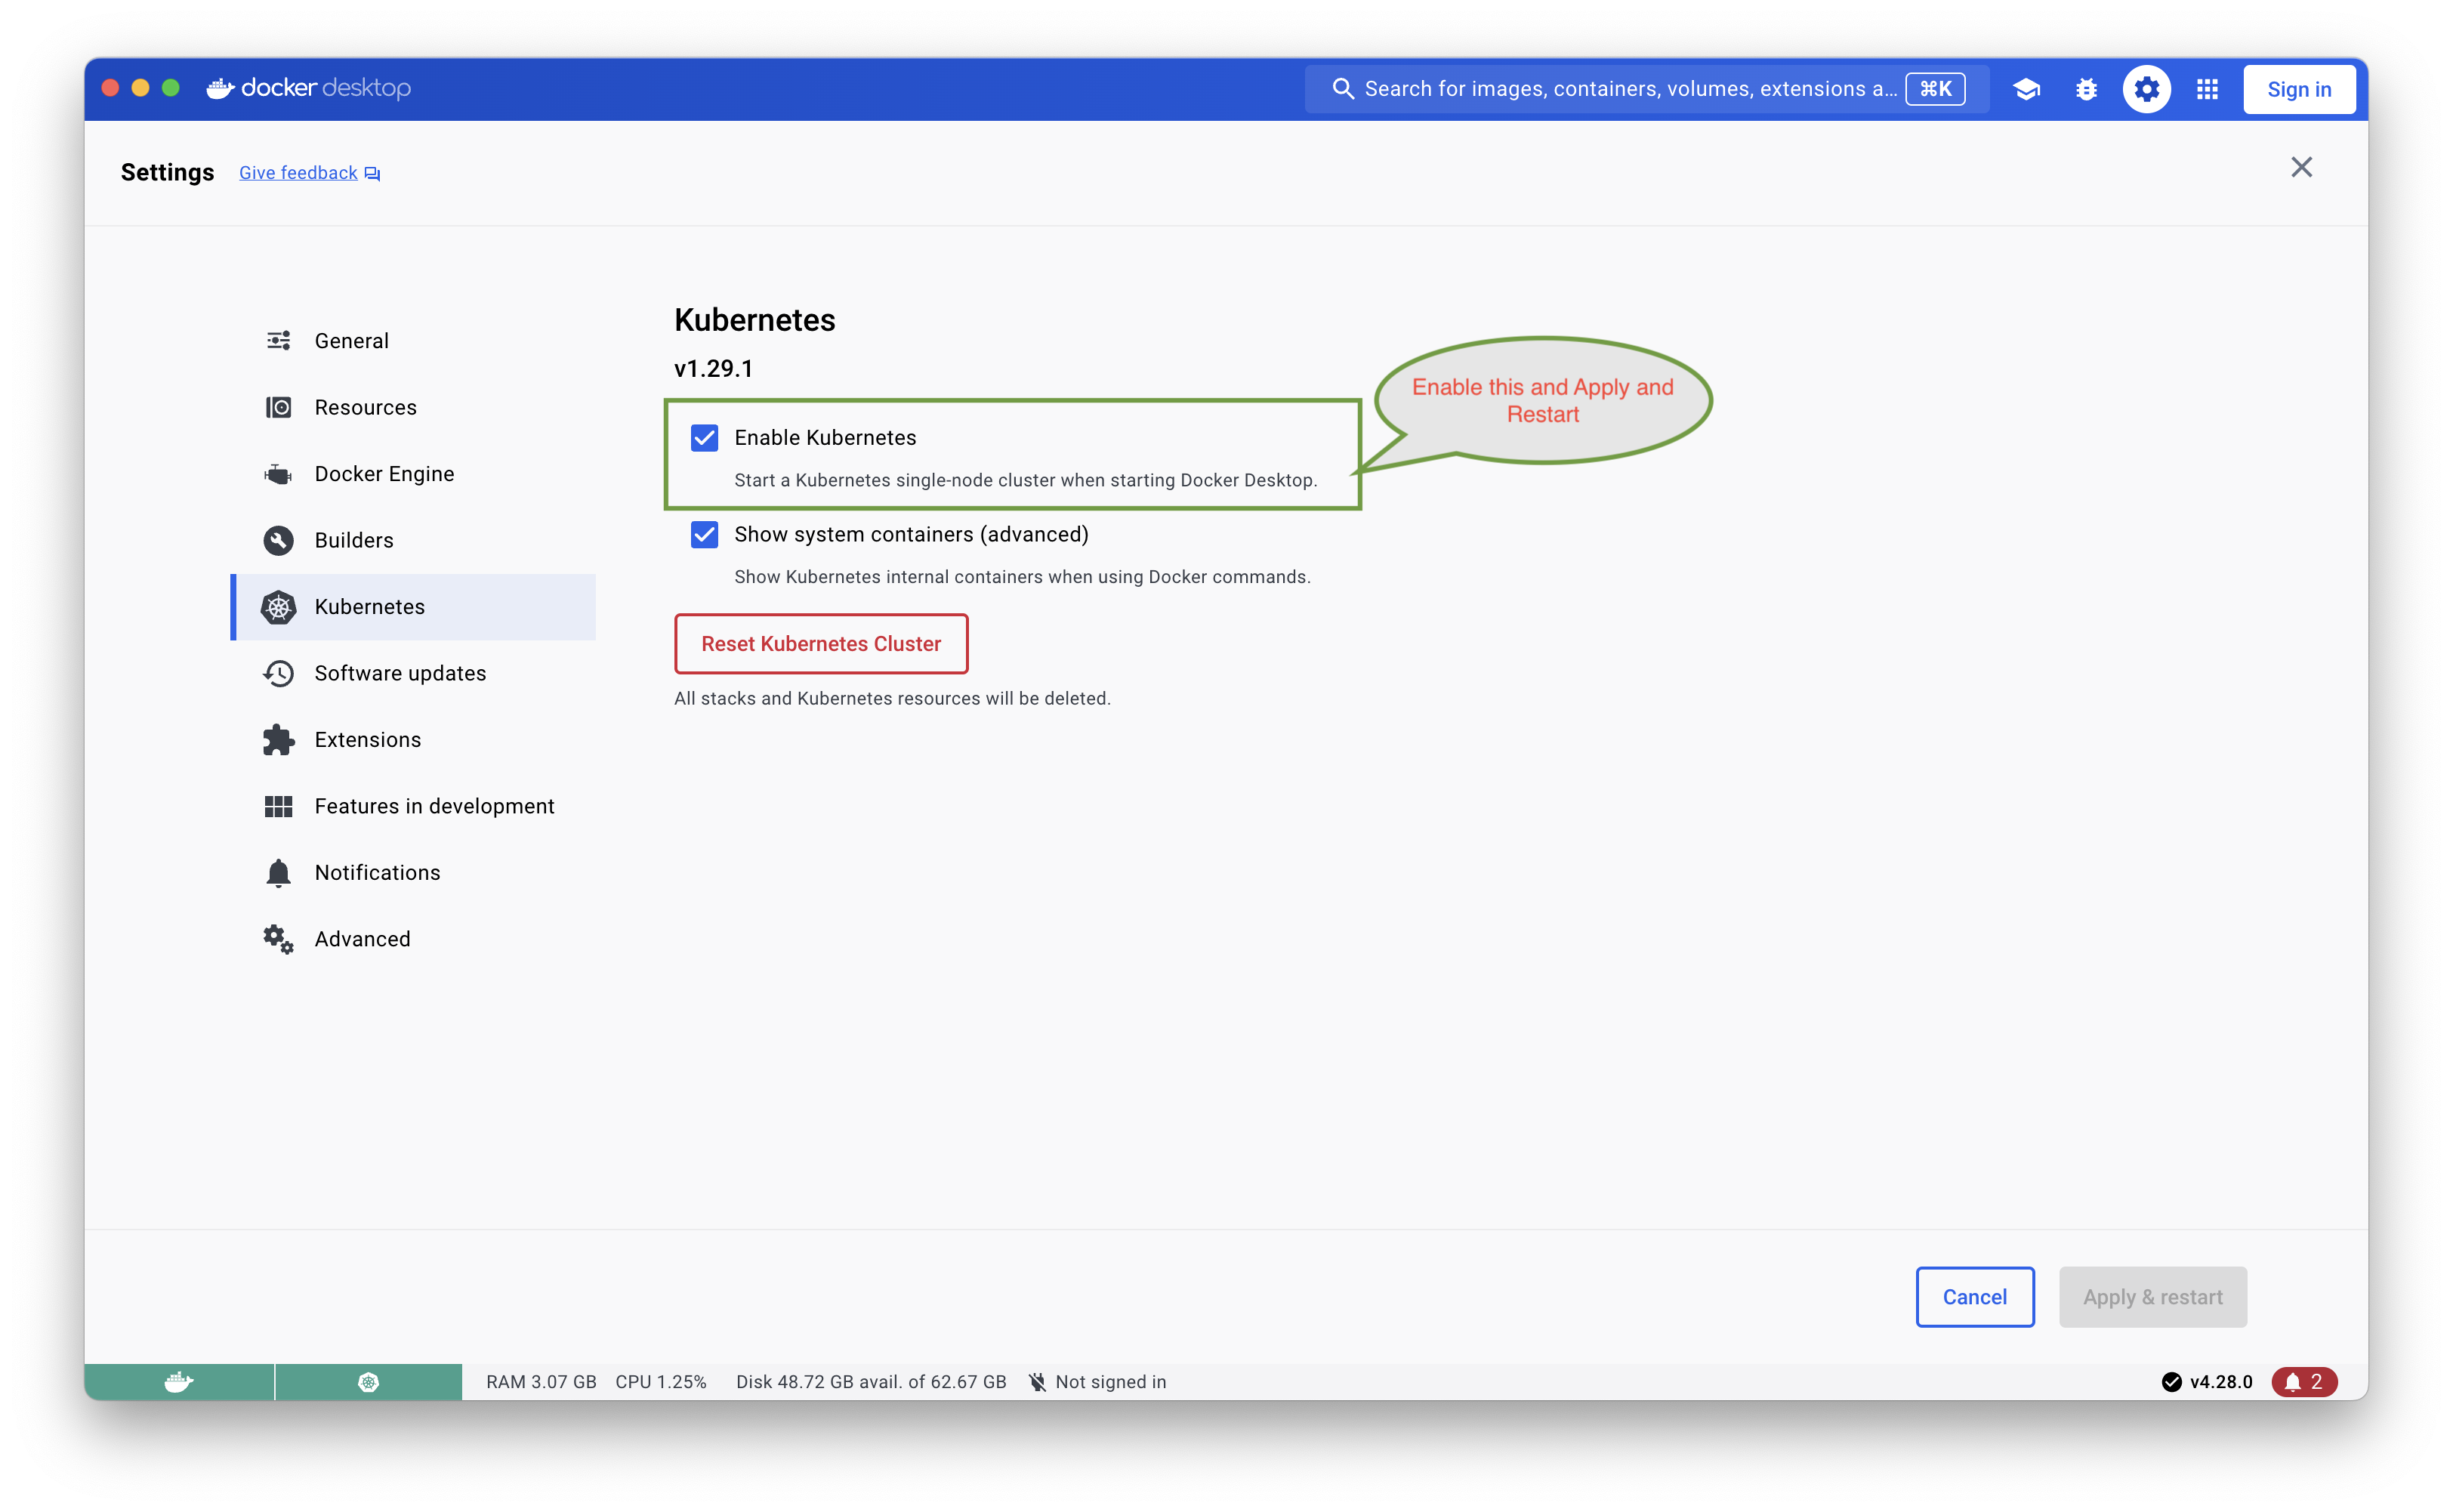 docker desktop
Search for images, containers, volumes, extensions a...
⌘K
Sign in
Settings
Give feedback
General
Resources
Docker Engine
Builders
Kubernetes
Software updates
Extensions
Features in development
Notifications
Advanced
Kubernetes
v1.29.1
Enable Kubernetes
Start a Kubernetes single-node cluster when starting Docker Desktop.
Enable this and Apply and
Restart
Show system containers (advanced)
Show Kubernetes internal containers when using Docker commands.
Reset Kubernetes Cluster
All stacks and Kubernetes resources will be deleted.
Cancel
Apply & restart
RAM 3.07 GB CPU 1.25% Disk 48.72 GB avail. of 62.67 GB Not signed in
v4.28.0
2